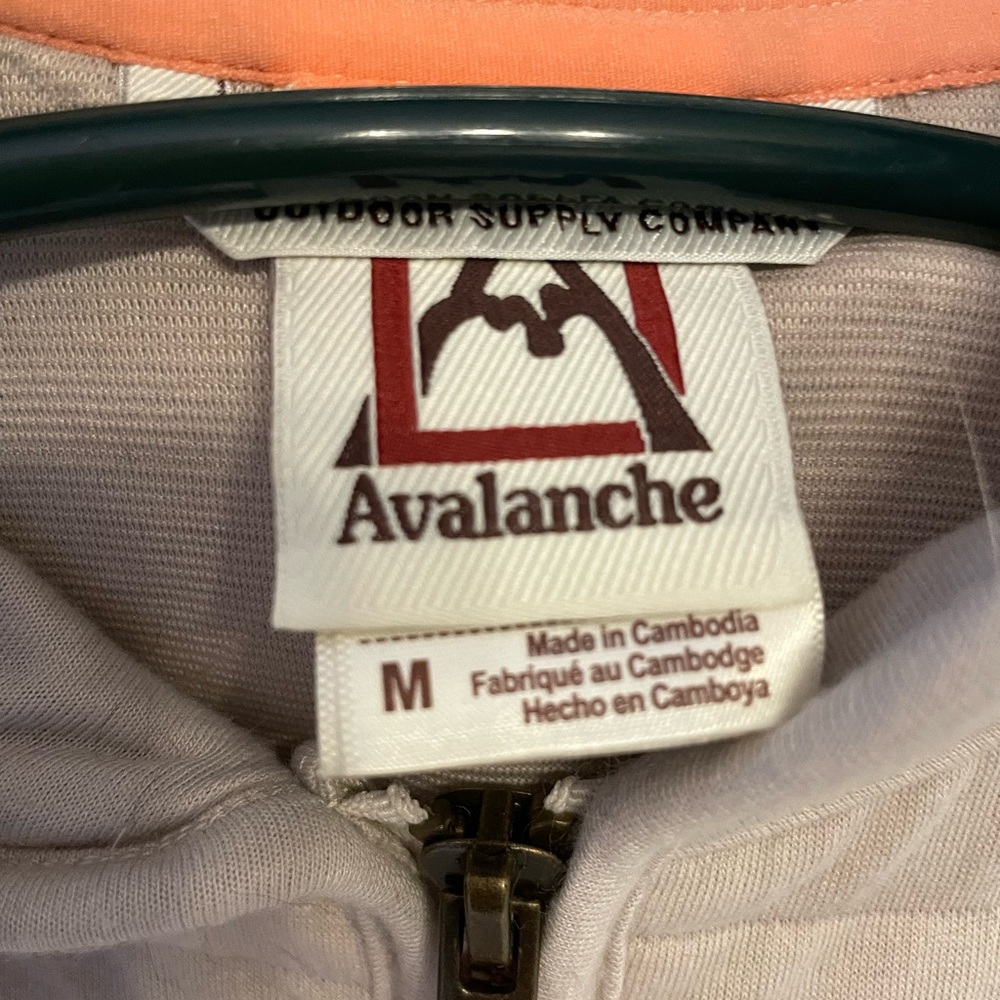 OUTDOOR SUPPLY COMPANY
Avalanche
M
Made in Cambodia
Fabriqué au Cambodge
Hecho en Camboya